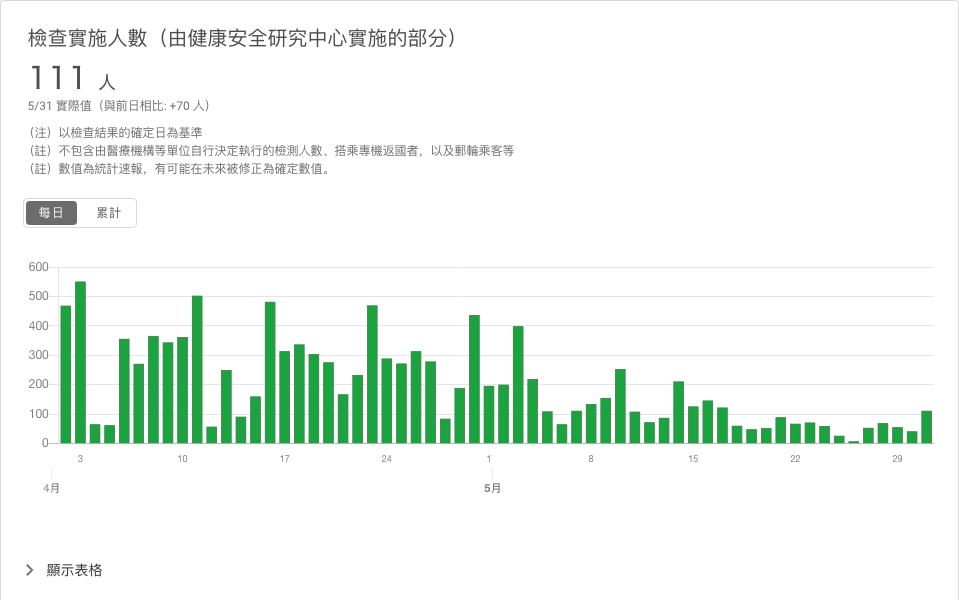 檢查實施人數（由健康安全研究中心實施的部分）
111 人
5/31 實際值（與前日相比: +70 人）
（注）以檢查結果的確定日為基準
（註）不包含由醫療機構等單位自行決定執行的檢測人數、搭乘專機返國者，以及郵輪乘客等
（註）數值為統計速報，有可能在未來被修正為確定數值。
每日 累計
600
500
400
300
200
100
0
3 10 17 24 1 8 15 22 29
4月 5月
顯示表格